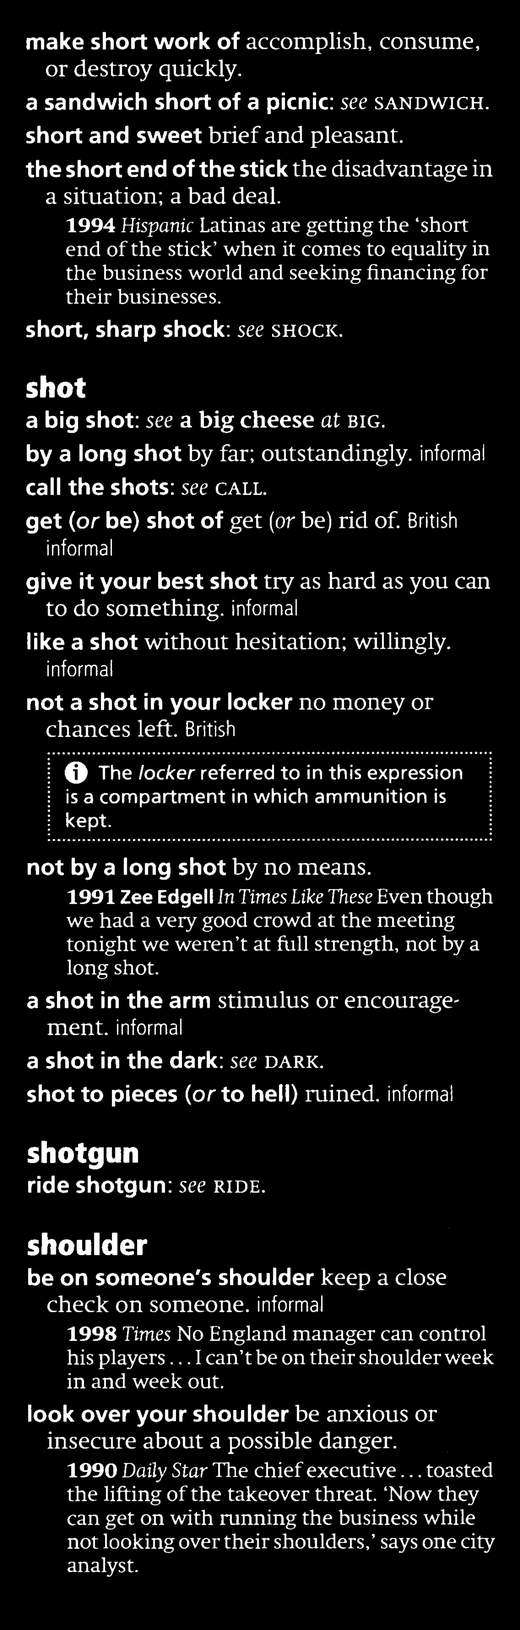 make short work of accomplish, consume,
or destroy quickly.
a sandwich short of a picnic: see SANDWICH.
short and sweet brief and pleasant.
the short end of the stick the disadvantage in
a situation; a bad deal.
1994 Hispanic Latinas are getting the ‘short
end of the stick’ when it comes to equality in
the business world and seeking financing for
their businesses.
short, sharp shock: see SHOCK.
shot
a big shot: see a big cheese at BIG.
by a long shot by far; outstandingly. informal
call the shots: see CALL.
get (or be) shot of get (or be) rid of. British
informal
give it your best shot try as hard as you can
to do something. informal
like a shot without hesitation; willingly.
informal
not a shot in your locker no money or
chances left. British
i The locker referred to in this expression
is a compartment in which ammunition is
kept.
not by a long shot by no means.
1991 Zee Edgell In Times Like These Even though
we had a very good crowd at the meeting
tonight we weren’t at full strength, not by a
long shot.
a shot in the arm stimulus or encourage-
ment. informal
a shot in the dark: see DARK.
shot to pieces (or to hell) ruined. informal
shotgun
ride shotgun: see RIDE.
shoulder
be on someone’s shoulder keep a close
check on someone. informal
1998 Times No England manager can control
his players . . . I can’t be on their shoulder week
in and week out.
look over your shoulder be anxious or
insecure about a possible danger.
1990 Daily Star The chief executive . . . toasted
the lifting of the takeover threat. ‘Now they
can get on with running the business while
not looking over their shoulders,’ says one city
analyst.